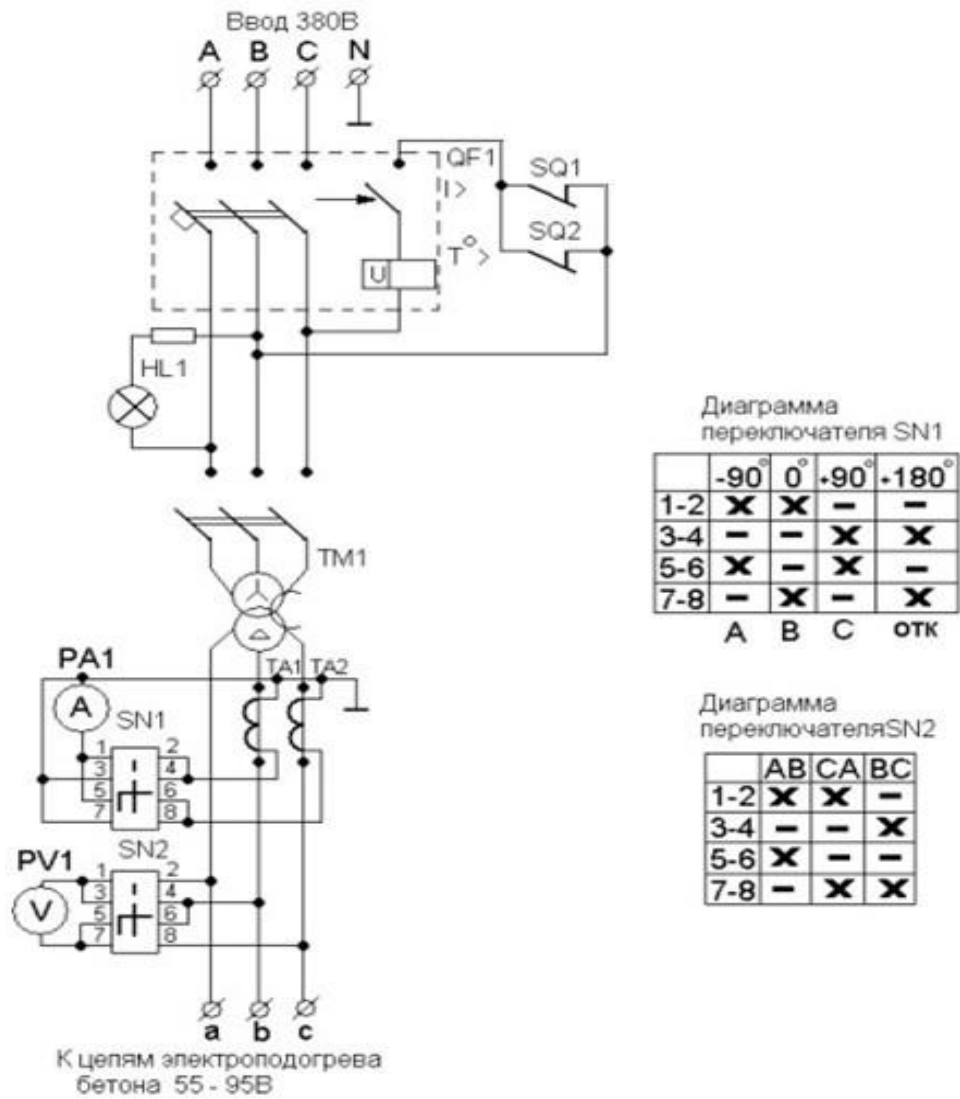 Ввод 380В
A B C N
QF1
I>
T°>
SQ1
SQ2
U
HL1
TM1
TA1 TA2
PA1
A
SN1
1 2
3 4
5 6
7 8
SN2
PV1
V
1 2
3 4
5 6
7 8
a b c
К цепям электроподогрева
бетона 55 - 95В
Диаграмма
переключателя SN1
-90° 0° +90° +180°
1-2 X X – –
3-4 – – X X
5-6 X – X –
7-8 – X – X
A B C ОТК
Диаграмма
переключателяSN2
AB CA BC
1-2 X X –
3-4 – – X
5-6 X – –
7-8 – X X